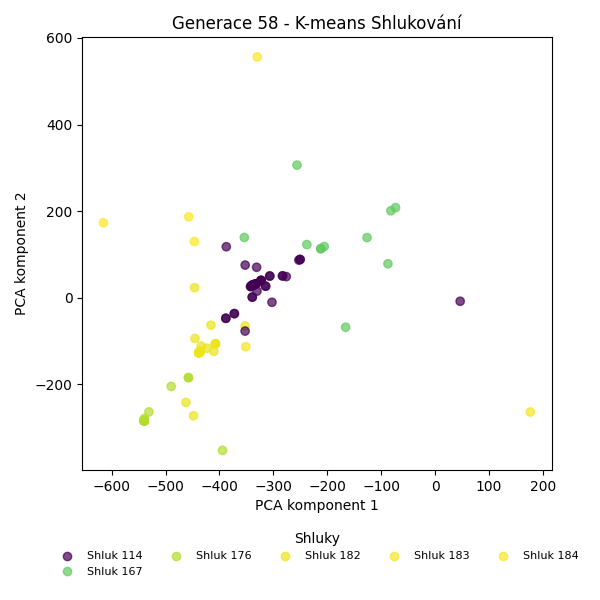 Generace 58 - K-means Shlukování
600
400
200
0
−200
−400
PCA komponent 2
−600 −500 −400 −300 −200 −100 0 100 200
PCA komponent 1
Shluky
Shluk 114 Shluk 176 Shluk 182 Shluk 183 Shluk 184
Shluk 167